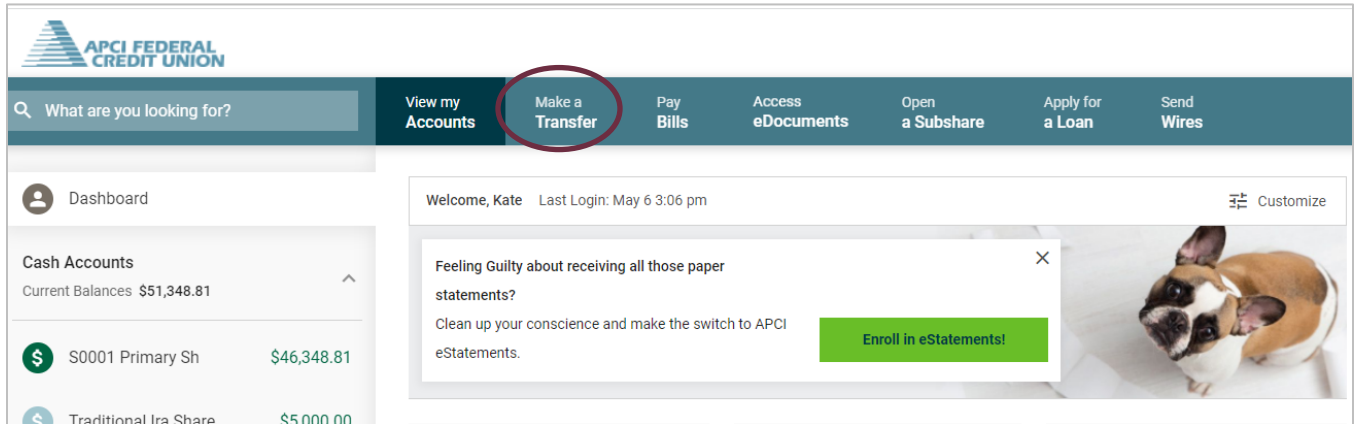 APCI FEDERAL
CREDIT UNION
What are you looking for?
View my
Accounts
Make a
Transfer
Pay
Bills
Access
eDocuments
Open
a Subshare
Apply for
a Loan
Send
Wires
Dashboard
Welcome, Kate Last Login: May 6 3:06 pm
Customize
Cash Accounts
Current Balances $51,348.81
S0001 Primary Sh $46,348.81
Traditional Ira Share $5,000.00
Feeling Guilty about receiving all those paper
statements?
Clean up your conscience and make the switch to APCI
eStatements.
Enroll in eStatements!